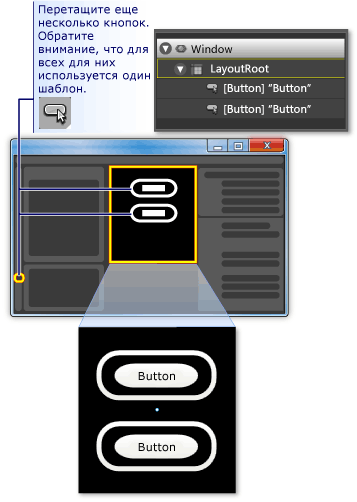 Перетащите еще
несколько кнопок.
Обратите
внимание, что для
всех для них
используется один
шаблон.
Window
LayoutRoot
[Button] "Button"
[Button] "Button"
Button
Button